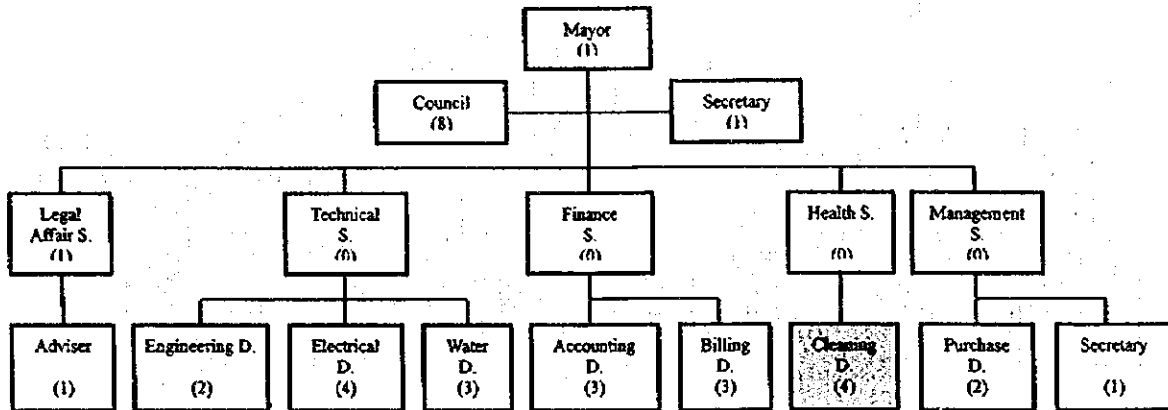 Mayor
(1)
Council
(8)
Secretary
(1)
Legal
Affair S.
(1)
Technical
S.
(0)
Finance
S.
(0)
Health S.
(0)
Management
S.
(0)
Adviser
(1)
Engineering D.
(2)
Electrical
D.
(4)
Water
D.
(3)
Accounting
D.
(3)
Billing
D.
(3)
Cleaning
D.
(4)
Purchase
D.
(2)
Secretary
(1)